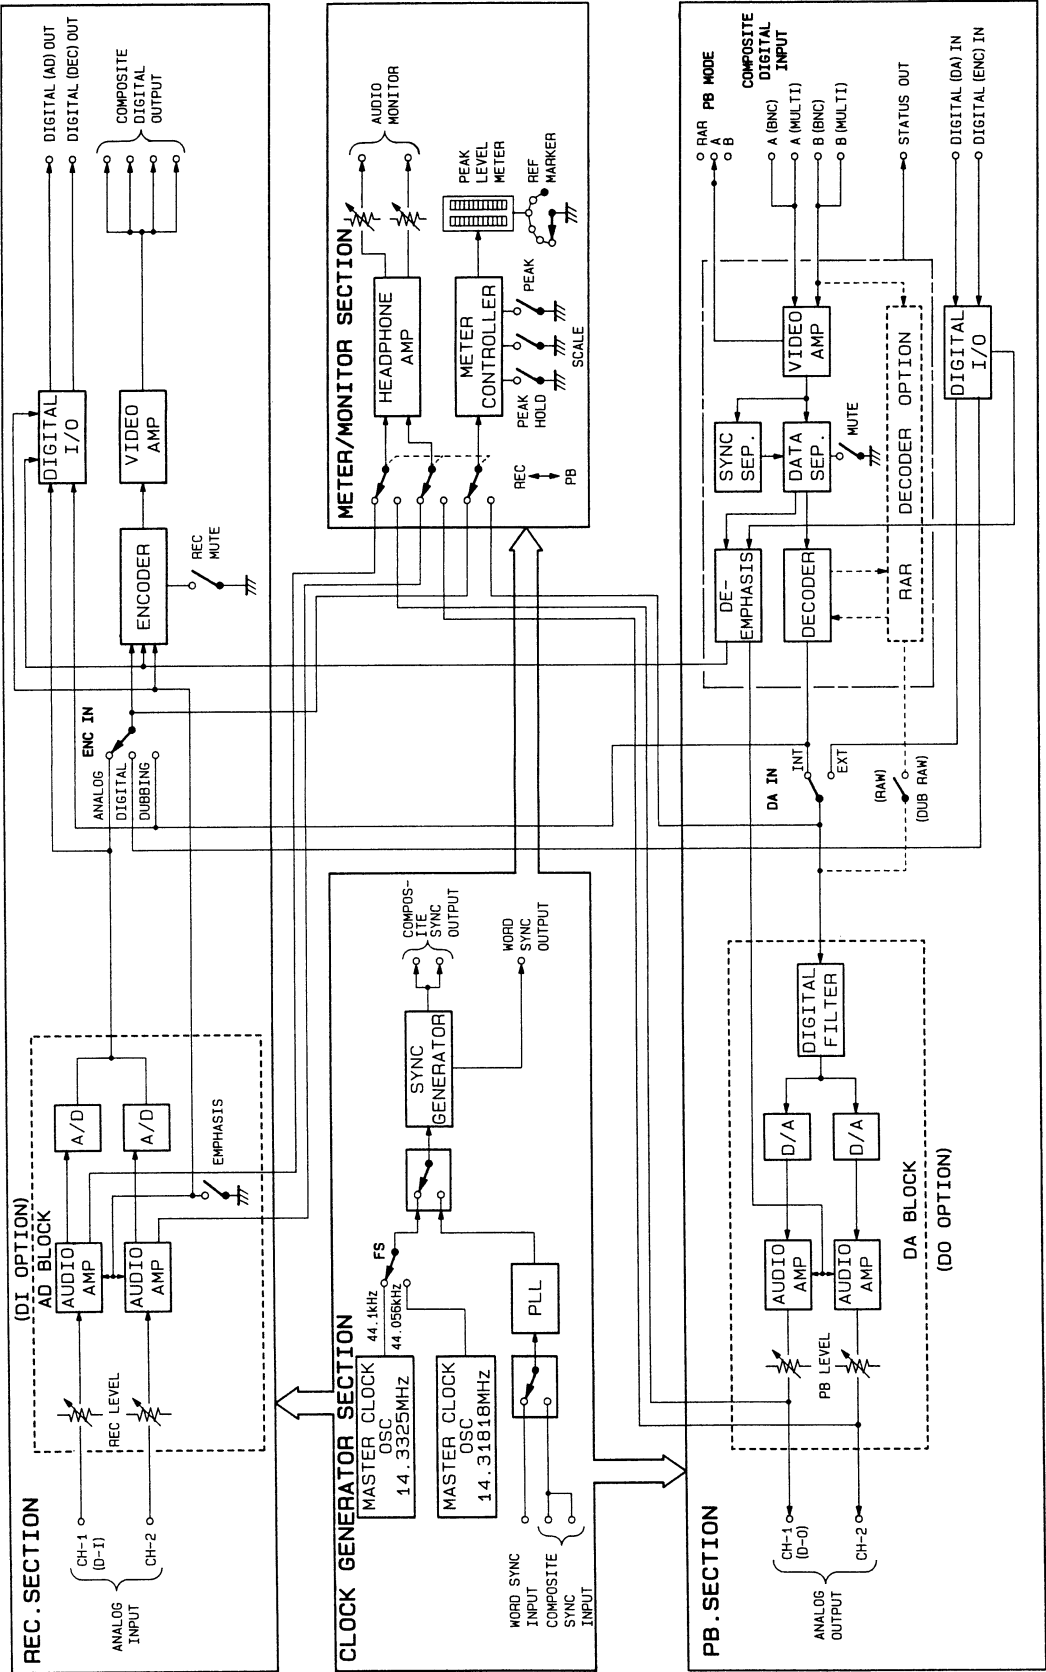 REC. SECTION
ANALOG
INPUT
CH-1
(D-I)
CH-2
REC LEVEL
(DI OPTION)
AD BLOCK
AUDIO
AMP
AUDIO
AMP
A/D
A/D
EMPHASIS
ENC IN
ANALOG
DIGITAL
DUBBING
ENCODER
REC
MUTE
DIGITAL
I/O
VIDEO
AMP
DIGITAL (AD) OUT
DIGITAL (DEC) OUT
COMPOSITE
DIGITAL
OUTPUT
CLOCK GENERATOR SECTION
MASTER CLOCK
OSC
14.3325MHz
MASTER CLOCK
OSC
14.31818MHz
44.1kHz
44.056kHz
FS
WORD SYNC
INPUT
COMPOSITE
SYNC
INPUT
PLL
SYNC
GENERATOR
COMPOS-
ITE
SYNC
OUTPUT
WORD
SYNC
OUTPUT
METER/MONITOR SECTION
REC
PB
HEADPHONE
AMP
METER
CONTROLLER
PEAK
HOLD
SCALE
PEAK
AUDIO
MONITOR
PEAK
LEVEL
METER
REF
MARKER
PB. SECTION
ANALOG
OUTPUT
CH-1
(D-O)
CH-2
PB LEVEL
AUDIO
AMP
AUDIO
AMP
D/A
D/A
DA BLOCK
(DO OPTION)
DIGITAL
FILTER
DA IN
INT
EXT
(RAW)
(DUB RAW)
DE-
EMPHASIS
DECODER
SYNC
SEP.
DATA
SEP.
MUTE
VIDEO
AMP
RAR DECODER OPTION
DIGITAL
I/O
RAR
A
B
PB MODE
COMPOSITE
DIGITAL
INPUT
A (BNC)
A (MULTI)
B (BNC)
B (MULTI)
STATUS OUT
DIGITAL (DA) IN
DIGITAL (ENC) IN